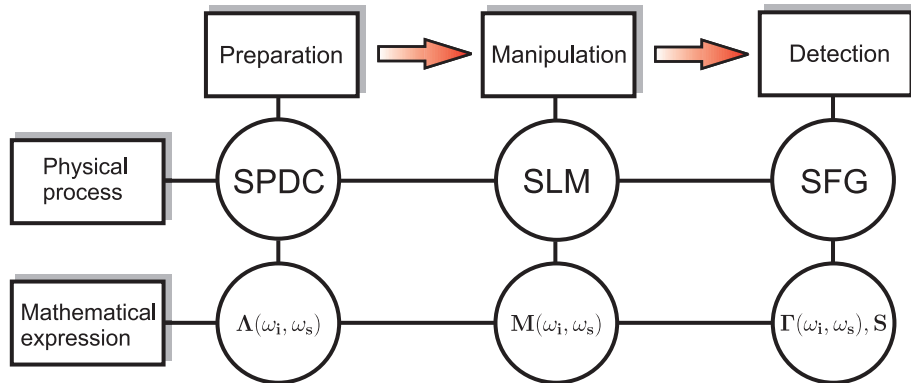 Preparation
Manipulation
Detection
Physical
process
SPDC
SLM
SFG
Mathematical
expression
Λ(ωᵢ, ωₛ)
M(ωᵢ, ωₛ)
Γ(ωᵢ, ωₛ), S